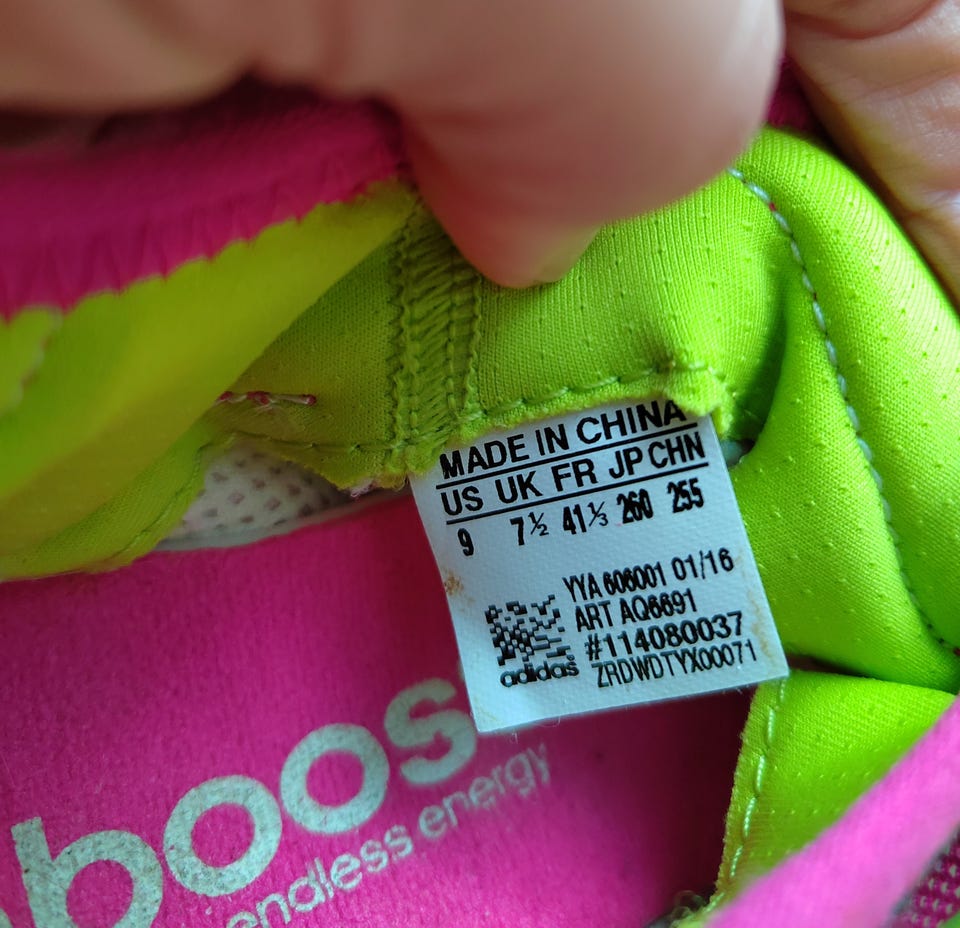 MADE IN CHINA
US UK FR JP CHN
9 7½ 41⅓ 260 255
YYA 606001 01/16
ART AQ6691
#114080037
adidas ZRDWDTYX00071
boos
endless energy